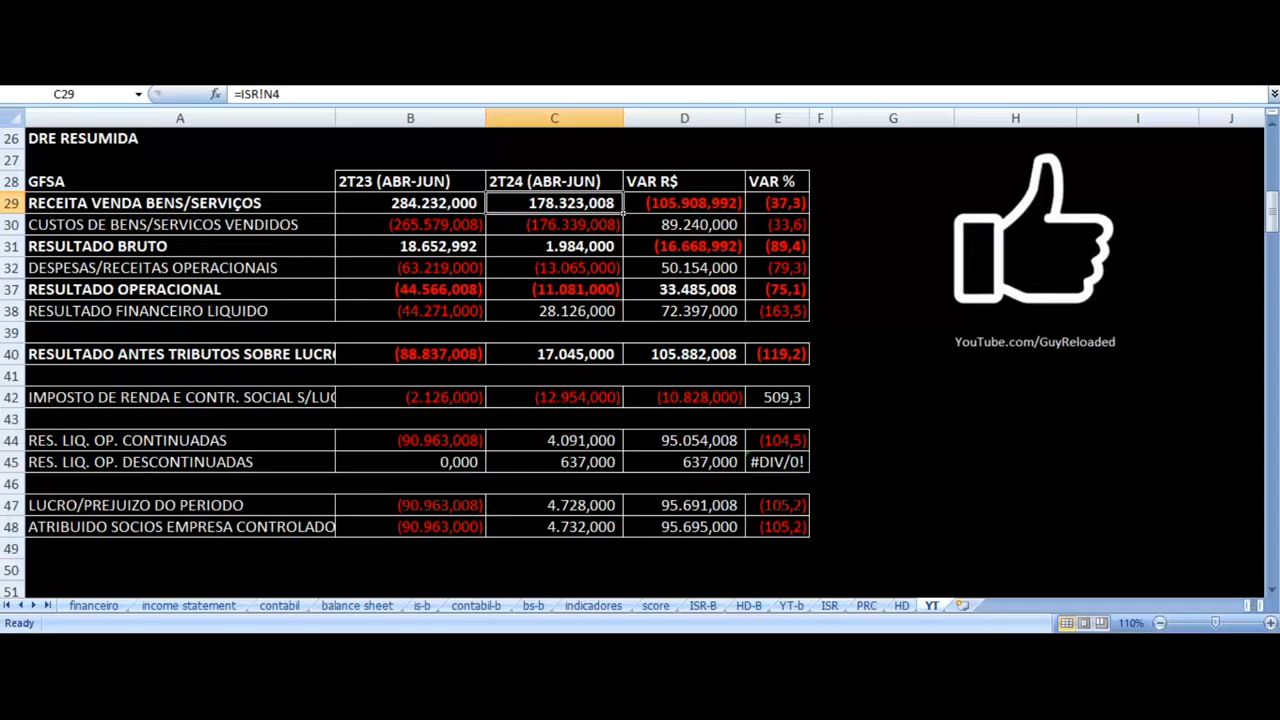 C29 fx =ISR!N4
A B C D E F G H I J
26 DRE RESUMIDA
27
28 GFSA 2T23 (ABR-JUN) 2T24 (ABR-JUN) VAR R$ VAR %
29 RECEITA VENDA BENS/SERVIÇOS 284.232,000 178.323,008 (105.908,992) (37,3)
30 CUSTOS DE BENS/SERVICOS VENDIDOS (265.579,008) (176.339,008) 89.240,000 (33,6)
31 RESULTADO BRUTO 18.652,992 1.984,000 (16.668,992) (89,4)
32 DESPESAS/RECEITAS OPERACIONAIS (63.219,000) (13.065,000) 50.154,000 (79,3)
37 RESULTADO OPERACIONAL (44.566,008) (11.081,000) 33.485,008 (75,1)
38 RESULTADO FINANCEIRO LIQUIDO (44.271,000) 28.126,000 72.397,000 (163,5)
39
40 RESULTADO ANTES TRIBUTOS SOBRE LUCR (88.837,008) 17.045,000 105.882,008 (119,2)
41
42 IMPOSTO DE RENDA E CONTR. SOCIAL S/LUC (2.126,000) (12.954,000) (10.828,000) 509,3
43
44 RES. LIQ. OP. CONTINUADAS (90.963,008) 4.091,000 95.054,008 (104,5)
45 RES. LIQ. OP. DESCONTINUADAS 0,000 637,000 637,000 #DIV/0!
46
47 LUCRO/PREJUIZO DO PERIODO (90.963,008) 4.728,000 95.691,008 (105,2)
48 ATRIBUIDO SOCIOS EMPRESA CONTROLADO (90.963,000) 4.732,000 95.695,000 (105,2)
49
50
51
YouTube.com/GuyReloaded
financeiro income statement contabil balance sheet is-b contabil-b bs-b indicadores score ISR-B HD-B YT-b ISR PRC HD YT
Ready 110%